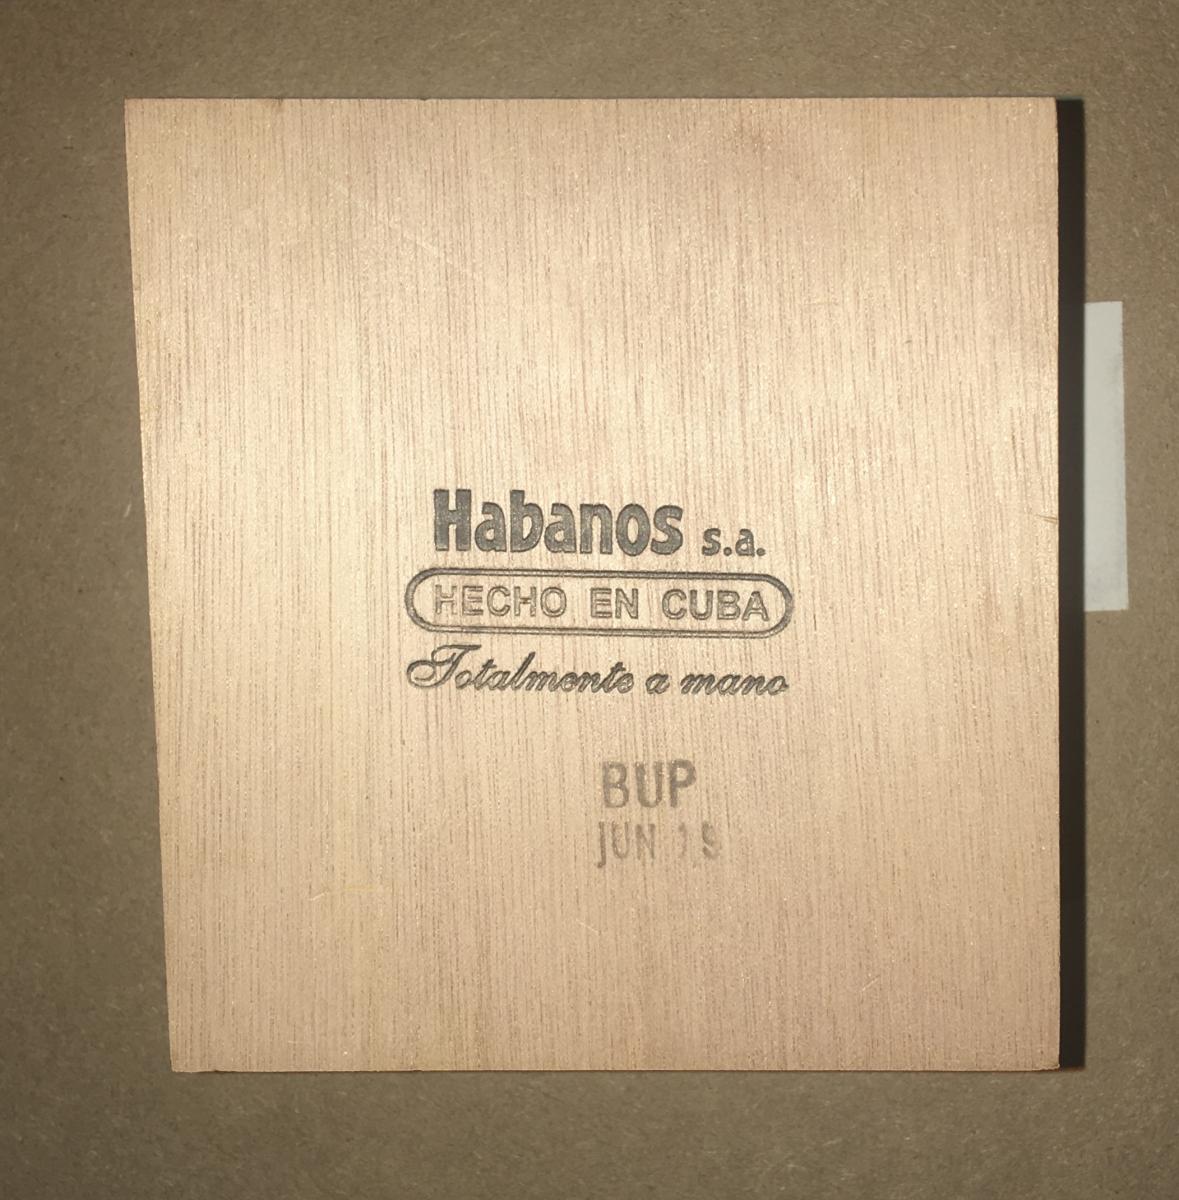 Habanos s.a.
HECHO EN CUBA
Totalmente a mano
BUP
JUN 19